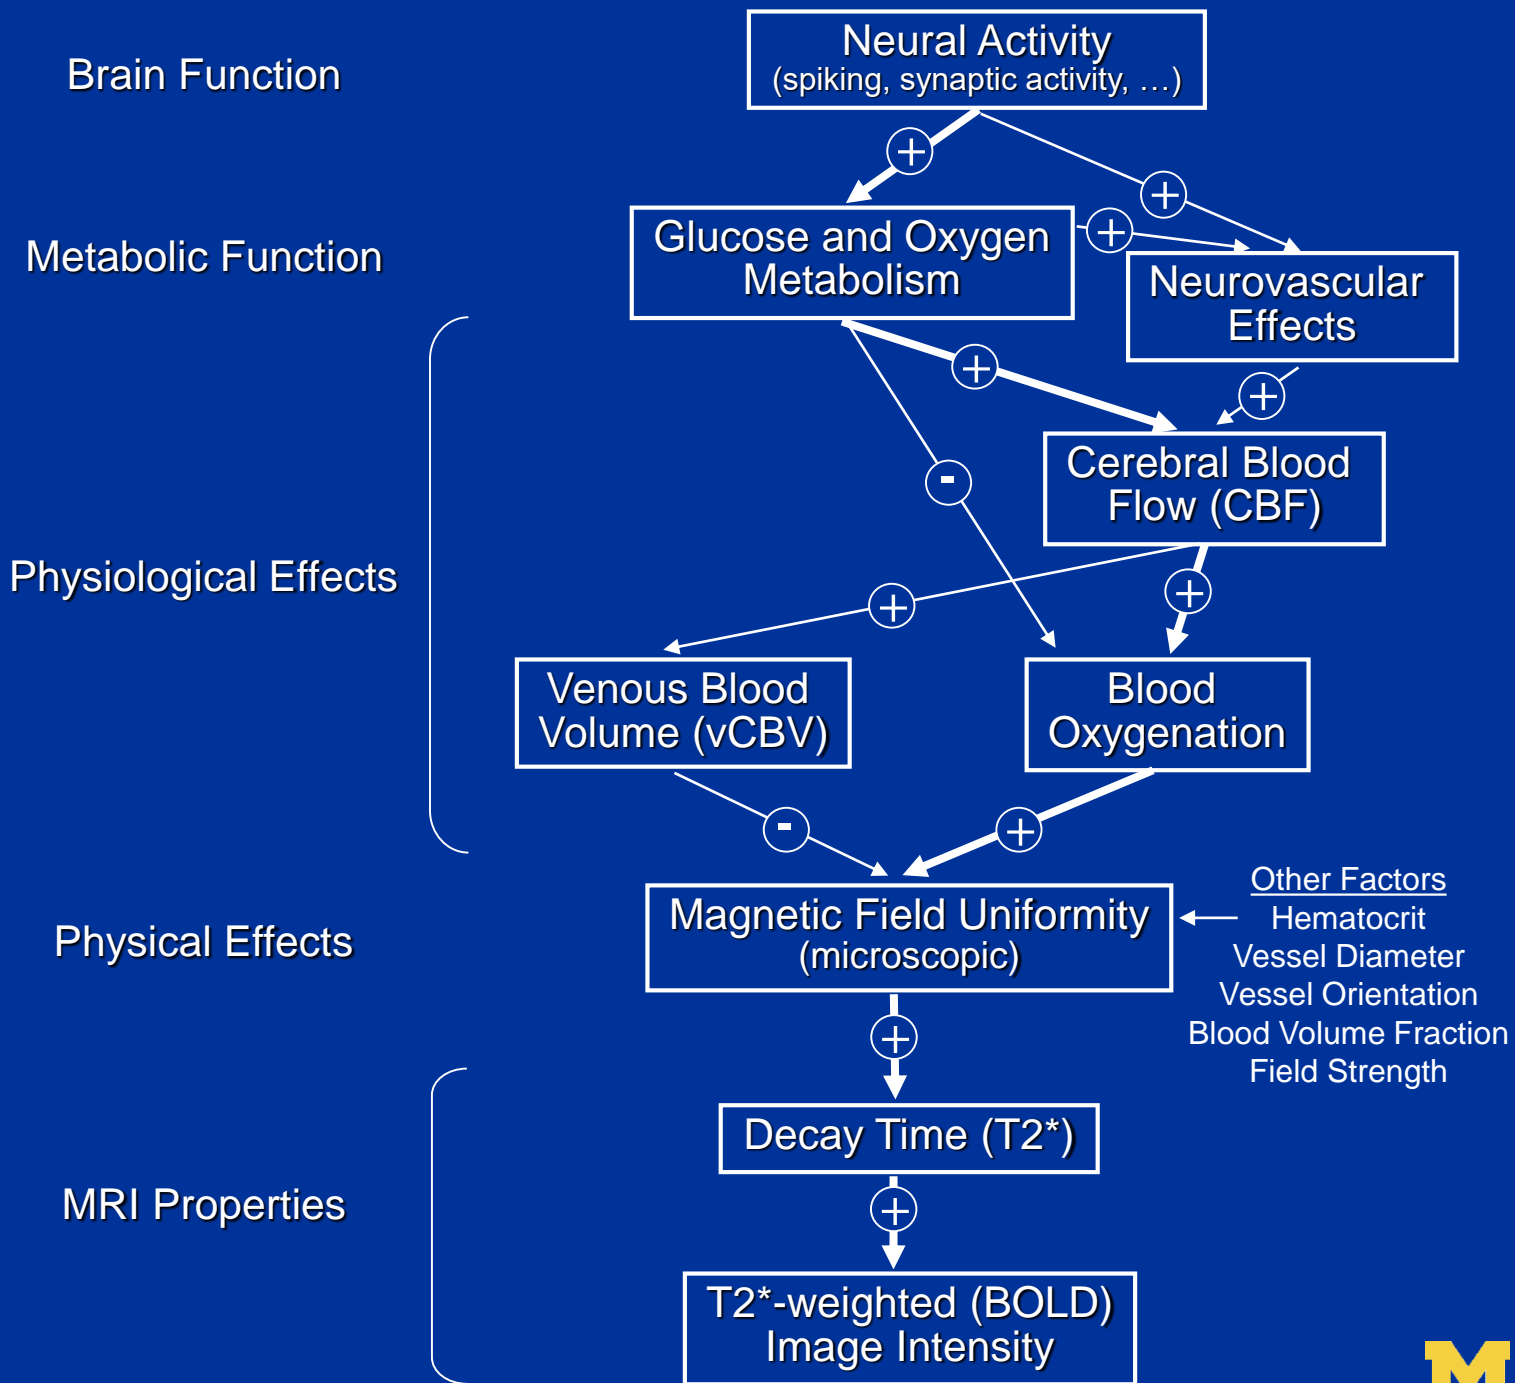 Brain Function
Neural Activity
(spiking, synaptic activity, …)
+
+
Metabolic Function
Glucose and Oxygen
Metabolism
+
Neurovascular
Effects
+
+
Cerebral Blood
Flow (CBF)
-
Physiological Effects
+
+
Venous Blood
Volume (vCBV)
Blood
Oxygenation
-
+
Physical Effects
Magnetic Field Uniformity
(microscopic)
Other Factors
Hematocrit
Vessel Diameter
Vessel Orientation
Blood Volume Fraction
Field Strength
+
Decay Time (T2*)
MRI Properties
+
T2*-weighted (BOLD)
Image Intensity
M